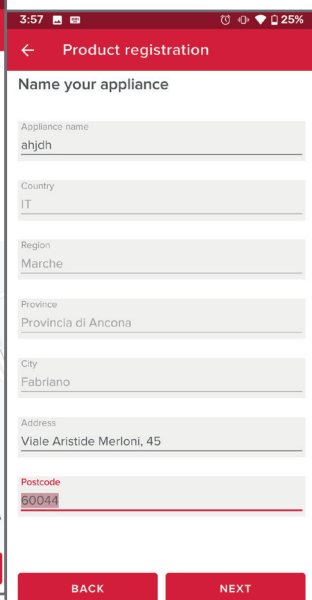 3:57 25%
Product registration
Name your appliance
Appliance name
ahjdh
Country
IT
Region
Marche
Province
Provincia di Ancona
City
Fabriano
Address
Viale Aristide Merloni, 45
Postcode
60044
BACK NEXT